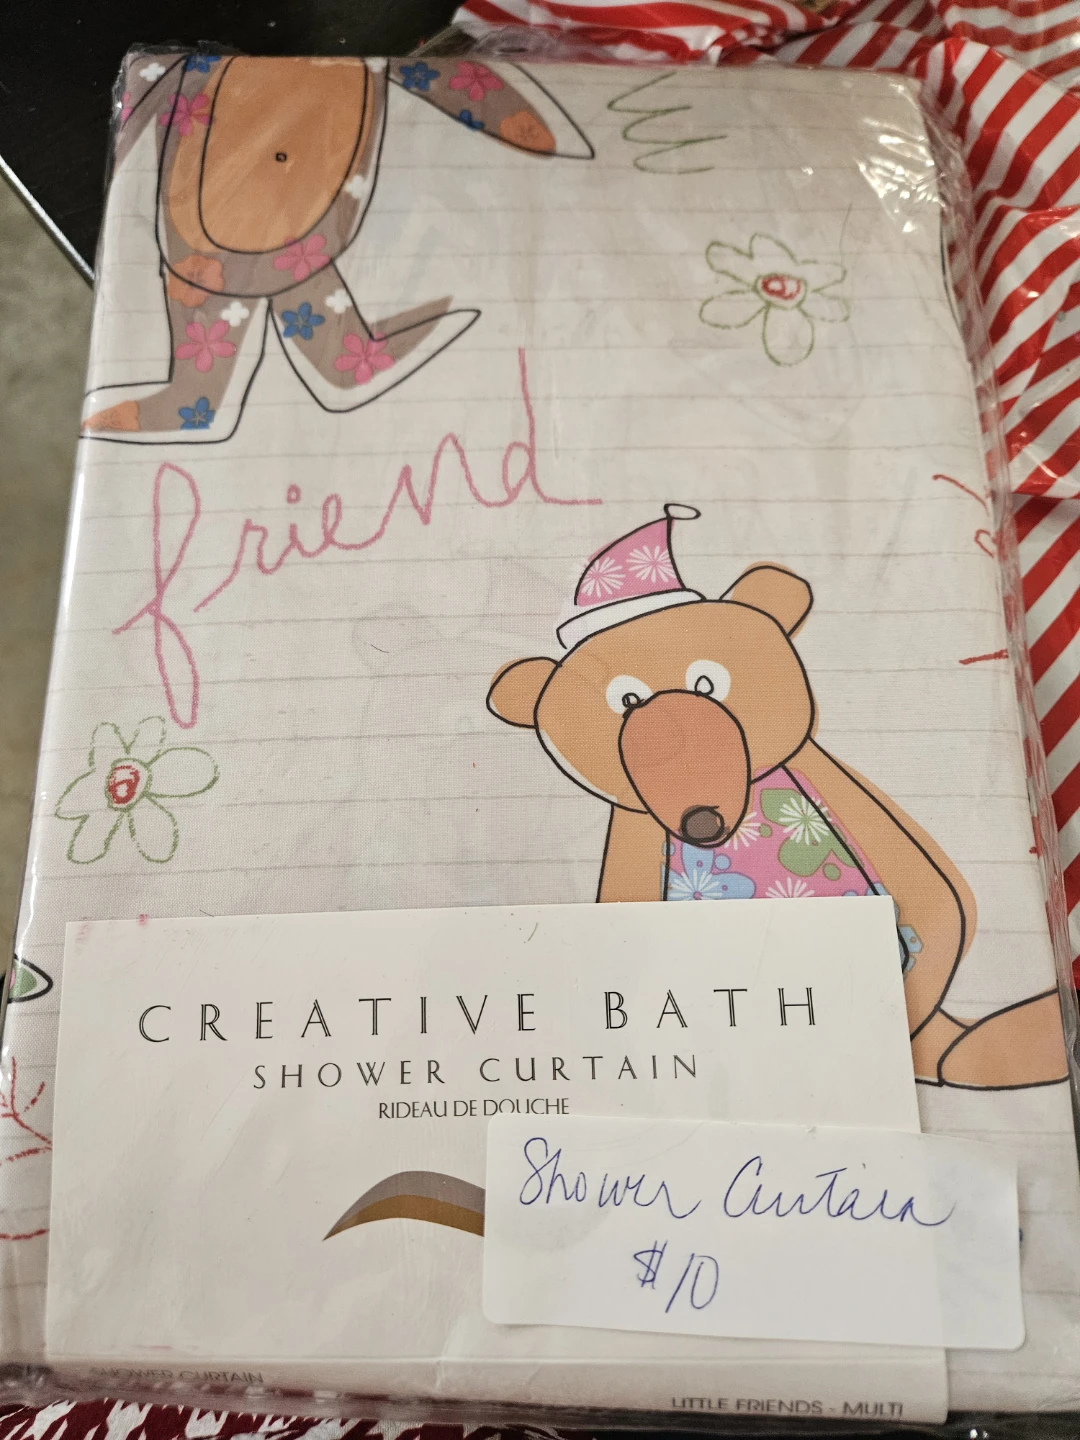 friend
CREATIVE BATH
SHOWER CURTAIN
RIDEAU DE DOUCHE
Shower Curtain
$10
SHOWER CURTAIN
LITTLE FRIENDS - MULTI